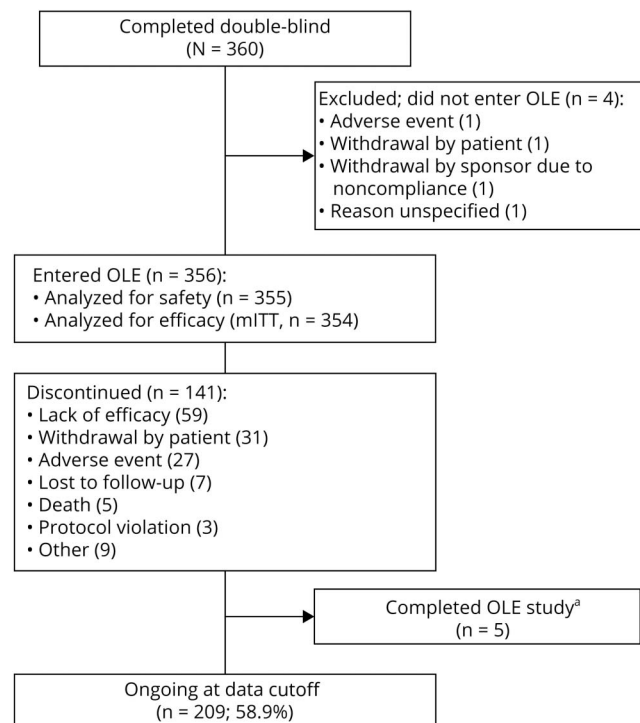 Completed double-blind
(N = 360)
Excluded; did not enter OLE (n = 4):
• Adverse event (1)
• Withdrawal by patient (1)
• Withdrawal by sponsor due to
noncompliance (1)
• Reason unspecified (1)
Entered OLE (n = 356):
• Analyzed for safety (n = 355)
• Analyzed for efficacy (mITT, n = 354)
Discontinued (n = 141):
• Lack of efficacy (59)
• Withdrawal by patient (31)
• Adverse event (27)
• Lost to follow-up (7)
• Death (5)
• Protocol violation (3)
• Other (9)
Completed OLE studyᵃ
(n = 5)
Ongoing at data cutoff
(n = 209; 58.9%)